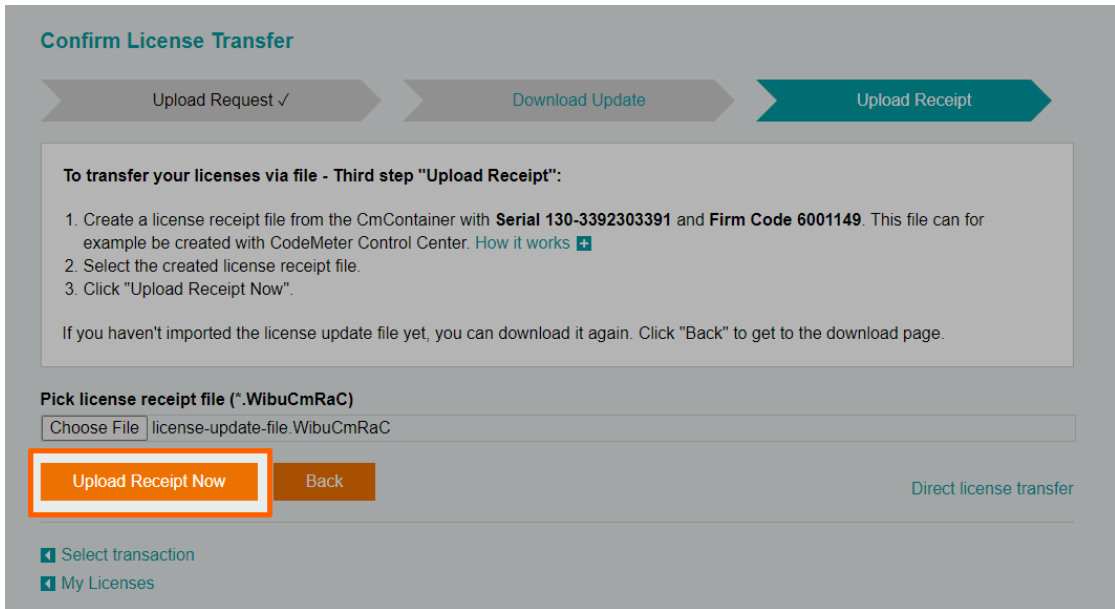 Confirm License Transfer
Upload Request ✓
Download Update
Upload Receipt
To transfer your licenses via file - Third step "Upload Receipt":
1. Create a license receipt file from the CmContainer with Serial 130-3392303391 and Firm Code 6001149. This file can for
example be created with CodeMeter Control Center. How it works +
2. Select the created license receipt file.
3. Click "Upload Receipt Now".
If you haven't imported the license update file yet, you can download it again. Click "Back" to get to the download page.
Pick license receipt file (*.WibuCmRaC)
Choose File license-update-file.WibuCmRaC
Upload Receipt Now
Back
Direct license transfer
Select transaction
My Licenses